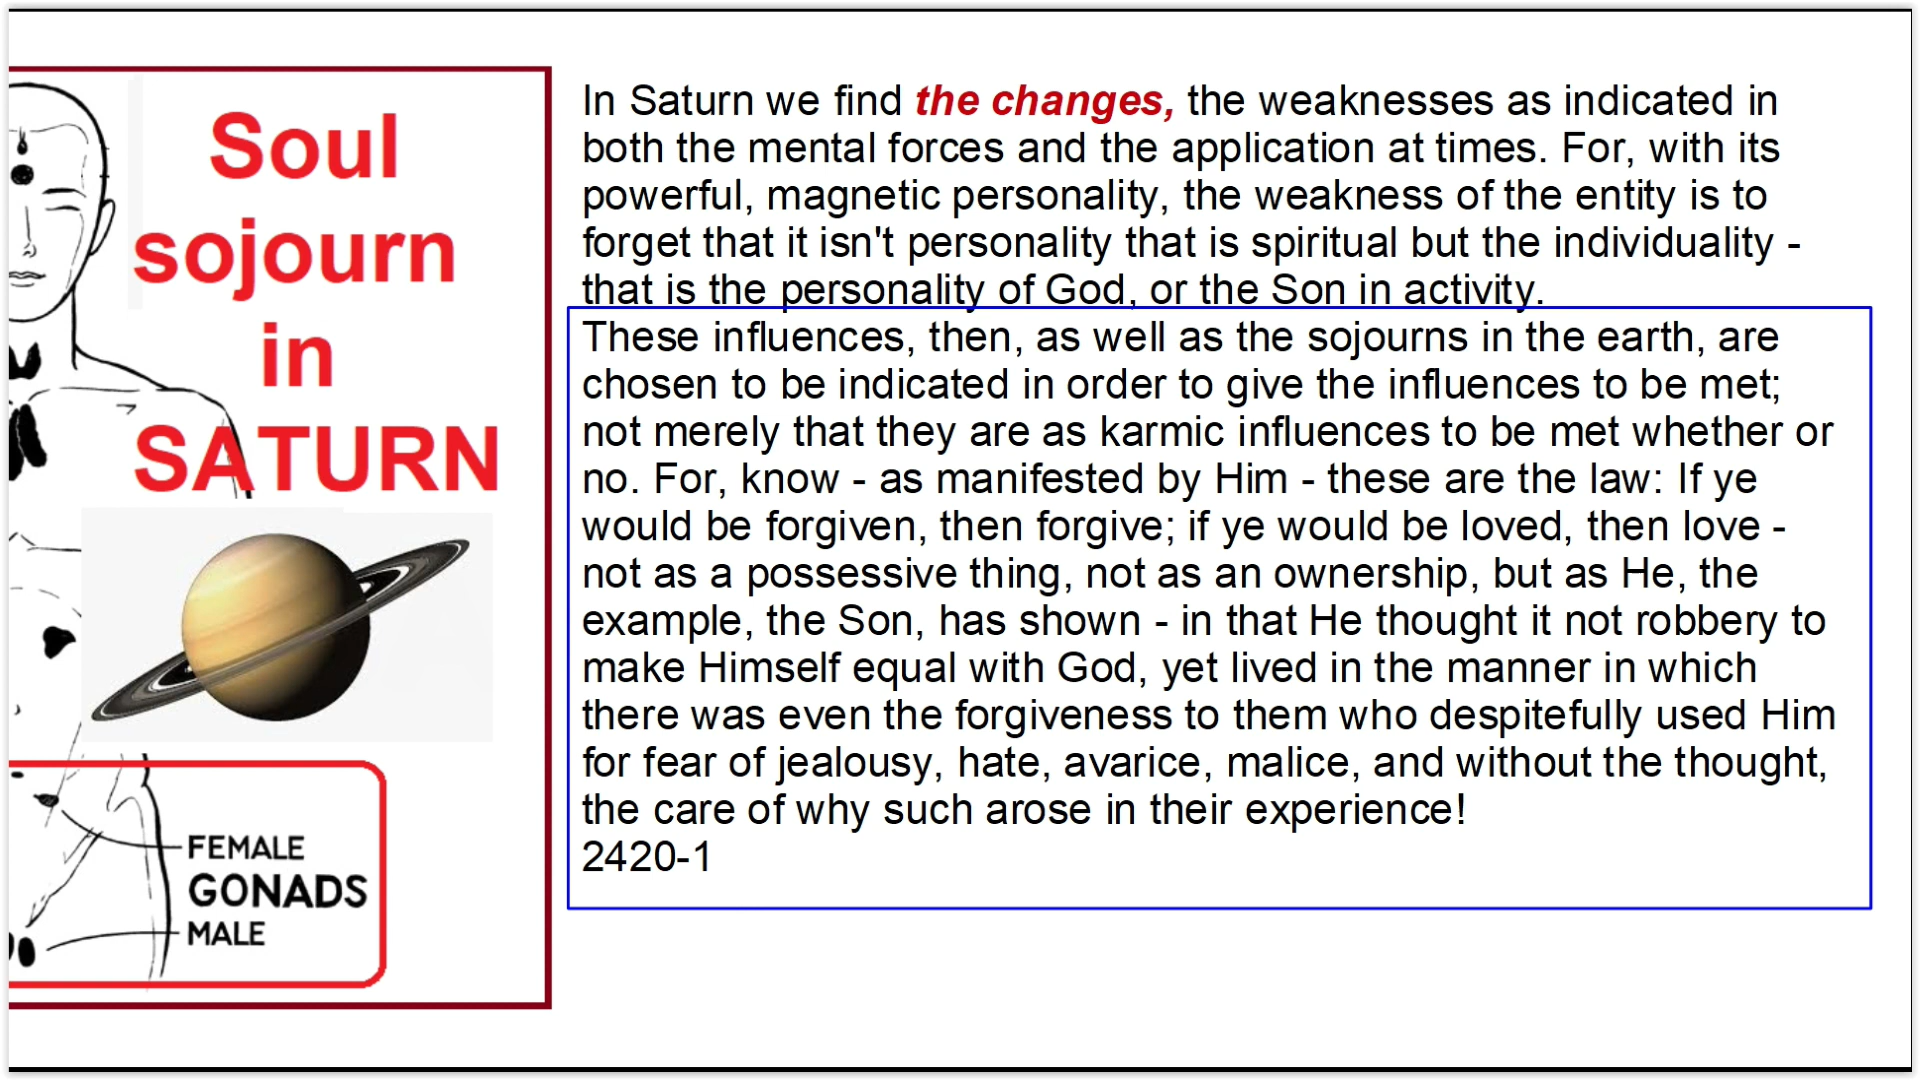 Soul
sojourn
in
SATURN
FEMALE
GONADS
MALE
In Saturn we find the changes, the weaknesses as indicated in
both the mental forces and the application at times. For, with its
powerful, magnetic personality, the weakness of the entity is to
forget that it isn't personality that is spiritual but the individuality -
that is the personality of God, or the Son in activity.
These influences, then, as well as the sojourns in the earth, are
chosen to be indicated in order to give the influences to be met;
not merely that they are as karmic influences to be met whether or
no. For, know - as manifested by Him - these are the law: If ye
would be forgiven, then forgive; if ye would be loved, then love -
not as a possessive thing, not as an ownership, but as He, the
example, the Son, has shown - in that He thought it not robbery to
make Himself equal with God, yet lived in the manner in which
there was even the forgiveness to them who despitefully used Him
for fear of jealousy, hate, avarice, malice, and without the thought,
the care of why such arose in their experience!
2420-1